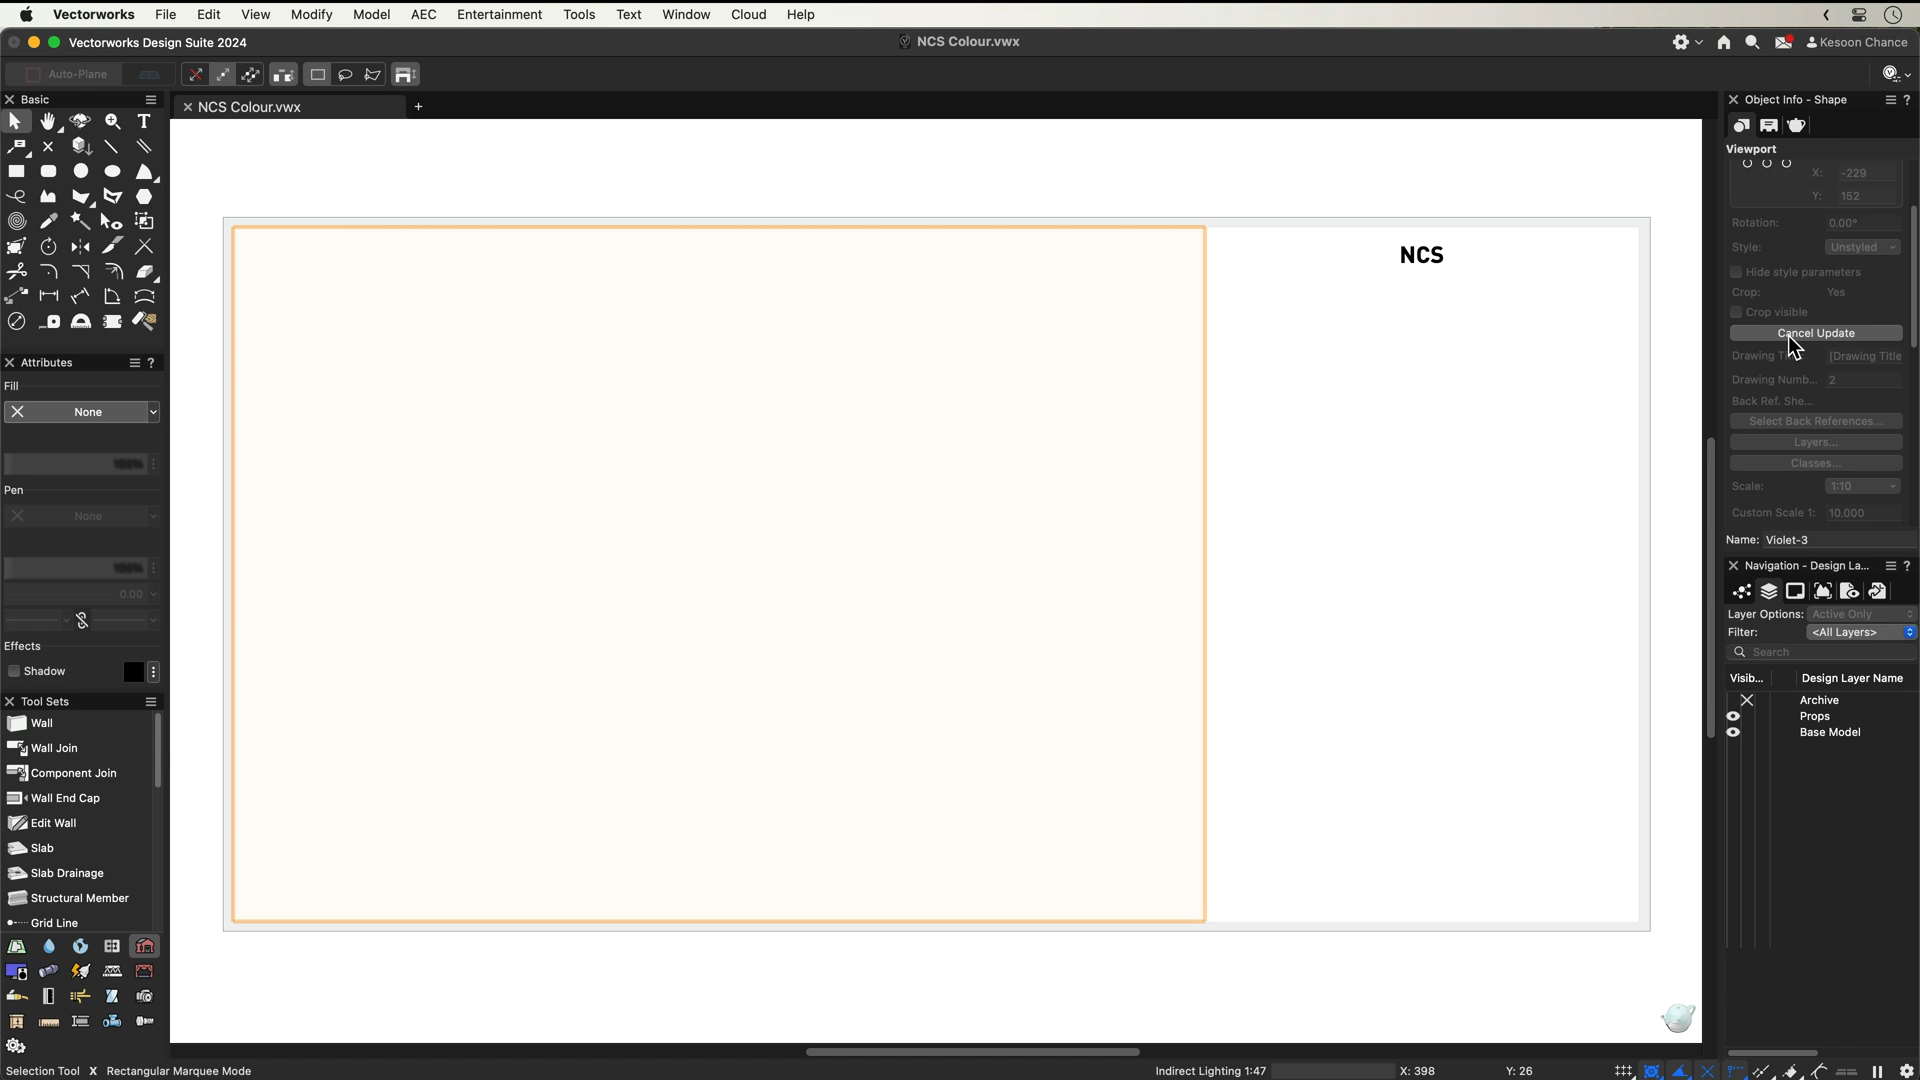 Vectorworks File Edit View Modify Model AEC Entertainment Tools Text Window Cloud Help
Vectorworks Design Suite 2024
NCS Colour.vwx
Kesoon Chance
Auto-Plane
Basic
NCS Colour.vwx
+
Object Info - Shape
?
Viewport
X: -229
Y: 152
Rotation: 0.00°
Style: Unstyled
Hide style parameters
Crop: Yes
Crop visible
Cancel Update
[Drawing Title
Drawing Numb... 2
Back Ref. She...
Select Back References...
Layers...
Classes...
Scale: 1:10
Custom Scale 1: 10.000
Name: Violet-3
Navigation - Design La...
?
Layer Options: Active Only
Filter: <All Layers>
Search
Visib... Design Layer Name
Archive
Props
Base Model
NCS
Attributes
?
Fill
None
100%
Pen
None
100%
0.00
Effects
Shadow
Tool Sets
Wall
Wall Join
Component Join
Wall End Cap
Edit Wall
Slab
Slab Drainage
Structural Member
Grid Line
Selection Tool X Rectangular Marquee Mode
Indirect Lighting 1:47
X: 398
Y: 26